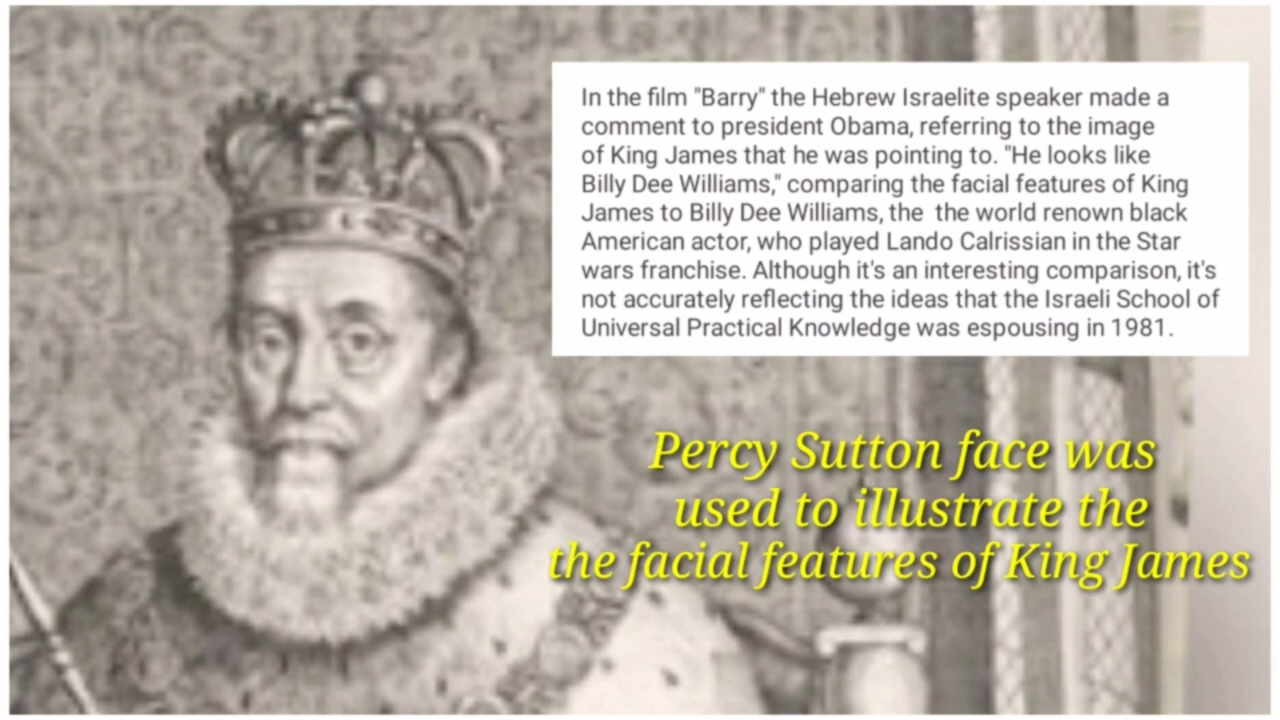 In the film "Barry" the Hebrew Israelite speaker made a
comment to president Obama, referring to the image
of King James that he was pointing to. "He looks like
Billy Dee Williams," comparing the facial features of King
James to Billy Dee Williams, the  the world renown black
American actor, who played Lando Calrissian in the Star
wars franchise. Although it's an interesting comparison, it's
not accurately reflecting the ideas that the Israeli School of
Universal Practical Knowledge was espousing in 1981.
Percy Sutton face was
used to illustrate the
the facial features of King James